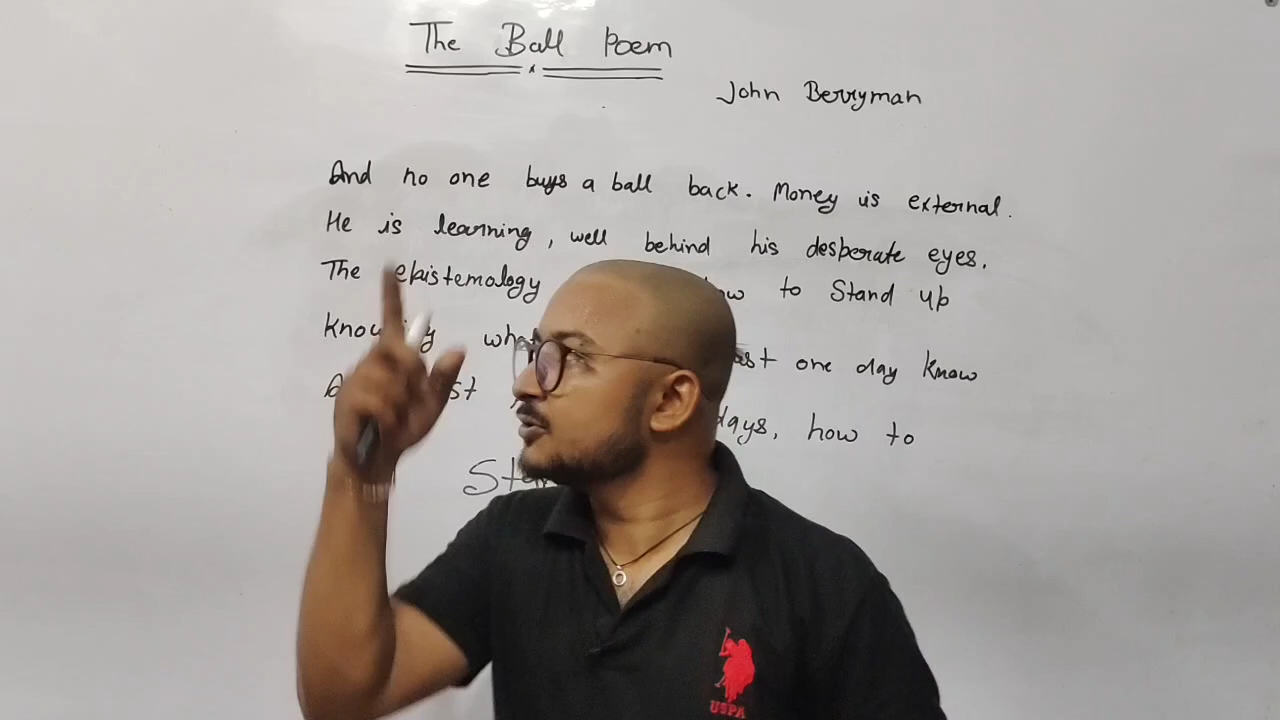 The Ball Poem
John Berryman
And no one buys a ball back. Money is external.
He is learning, well behind his desperate eyes.
The epistemology to Stand up
one day know
days, how to
USPA